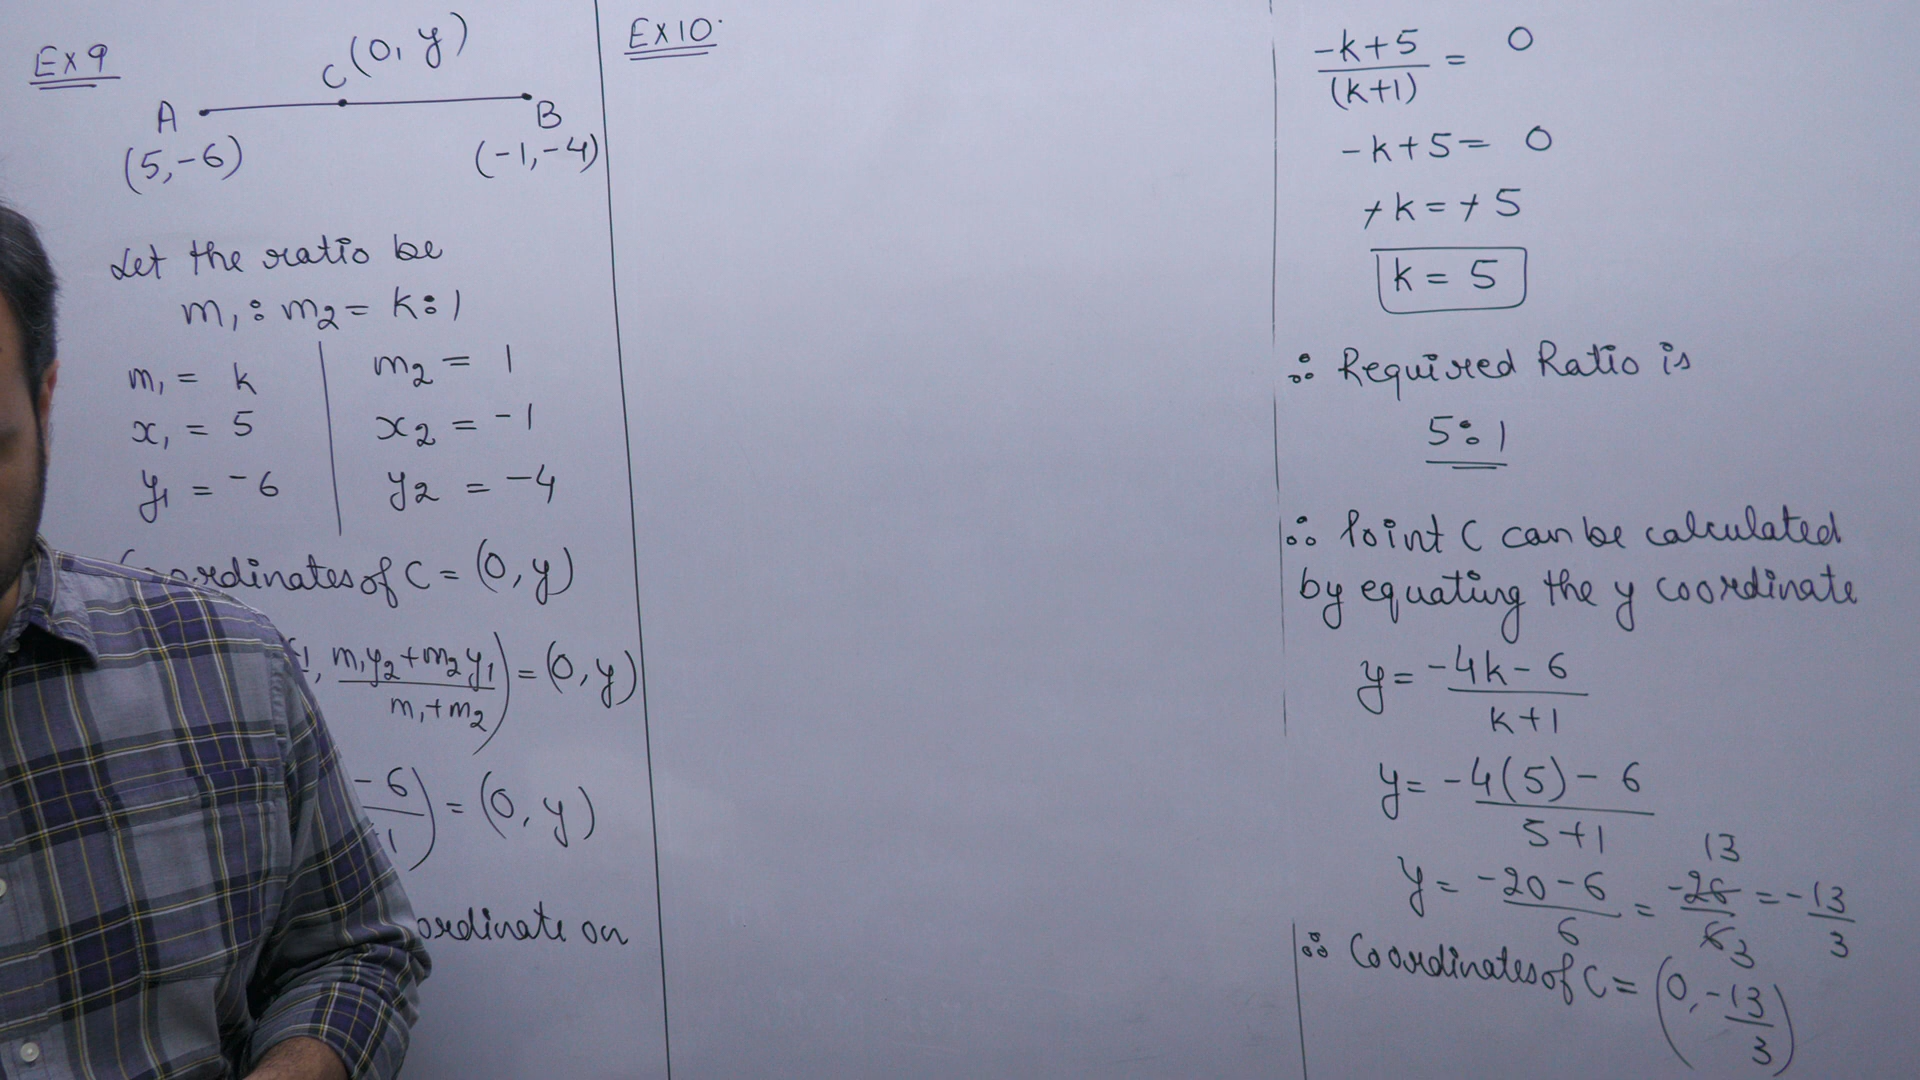 Ex 9
C (0, y)
A B
(5, -6) (-1, -4)
Let the ratio be
m₁ : m₂ = k : 1
m₁ = k m₂ = 1
x₁ = 5 x₂ = -1
y₁ = -6 y₂ = -4
Coordinates of C = (0, y)
, m₁y₂+m₂y₁/m₁+m₂) = (0, y)
-6/1) = (0, y)
ordinate on
Ex 10.
-k+5/(k+1) = 0
-k+5 = 0
+k = +5
k = 5
∴ Required Ratio is
5 : 1
∴ Point C can be calculated
by equating the y coordinate
y = -4k-6/k+1
y = -4(5)-6/5+1
13
y = -20-6/6 = -26/6 = -13/3
3
∴ Coordinates of C = (0, -13/3)